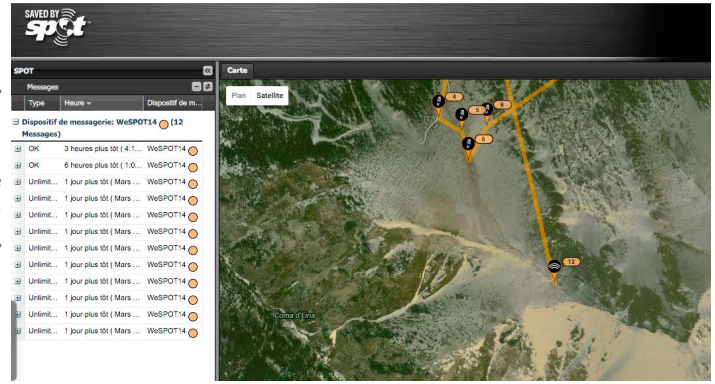 SAVED BY
spot
SPOT
Messages
Type Heure Dispositif de m...
Dispositif de messagerie: WeSPOT14 (12
Messages)
OK 3 heures plus tôt ( 4:1... WeSPOT14
OK 6 heures plus tôt ( 1:0... WeSPOT14
Unlimit... 1 jour plus tôt ( Mars ... WeSPOT14
Unlimit... 1 jour plus tôt ( Mars ... WeSPOT14
Unlimit... 1 jour plus tôt ( Mars ... WeSPOT14
Unlimit... 1 jour plus tôt ( Mars ... WeSPOT14
Unlimit... 1 jour plus tôt ( Mars ... WeSPOT14
Unlimit... 1 jour plus tôt ( Mars ... WeSPOT14
Unlimit... 1 jour plus tôt ( Mars ... WeSPOT14
Unlimit... 1 jour plus tôt ( Mars ... WeSPOT14
Unlimit... 1 jour plus tôt ( Mars ... WeSPOT14
Unlimit... 1 jour plus tôt ( Mars ... WeSPOT14
Carte
Plan Satellite
4
5
6
12
Coma d'Eina